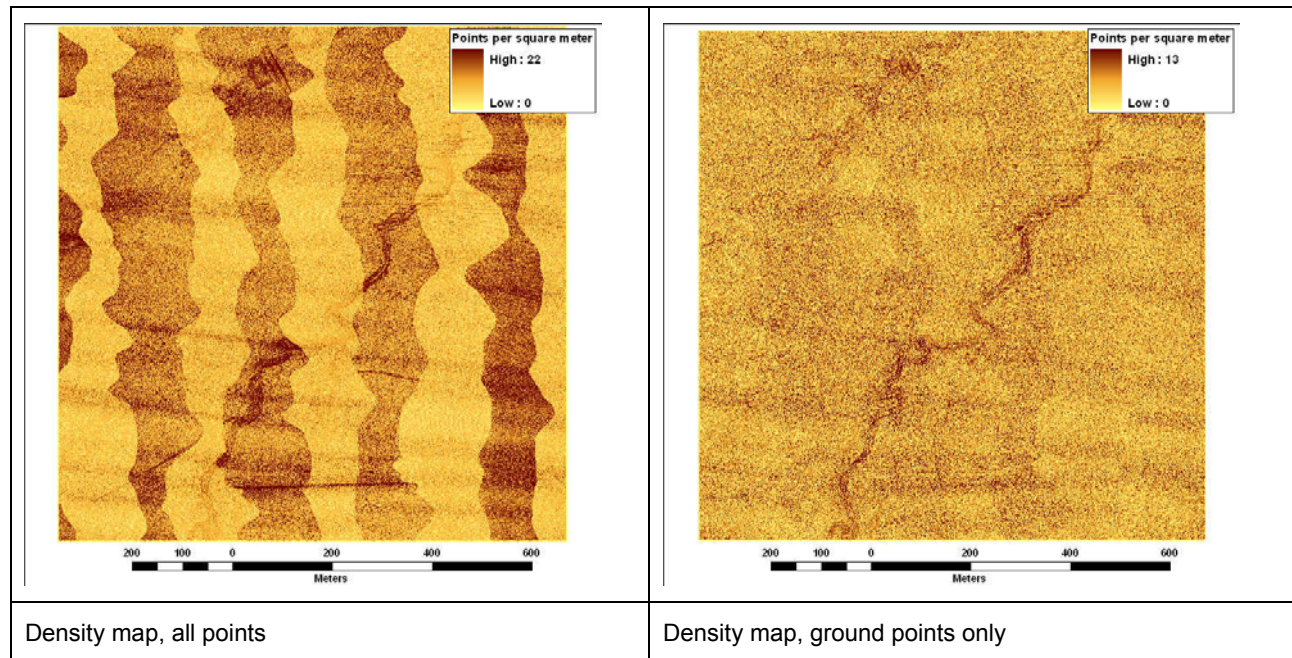 Points per square meter
High : 22
Low : 0
200 100 0 200 400 600
Meters
Points per square meter
High : 13
Low : 0
200 100 0 200 400 600
Meters
Density map, all points
Density map, ground points only